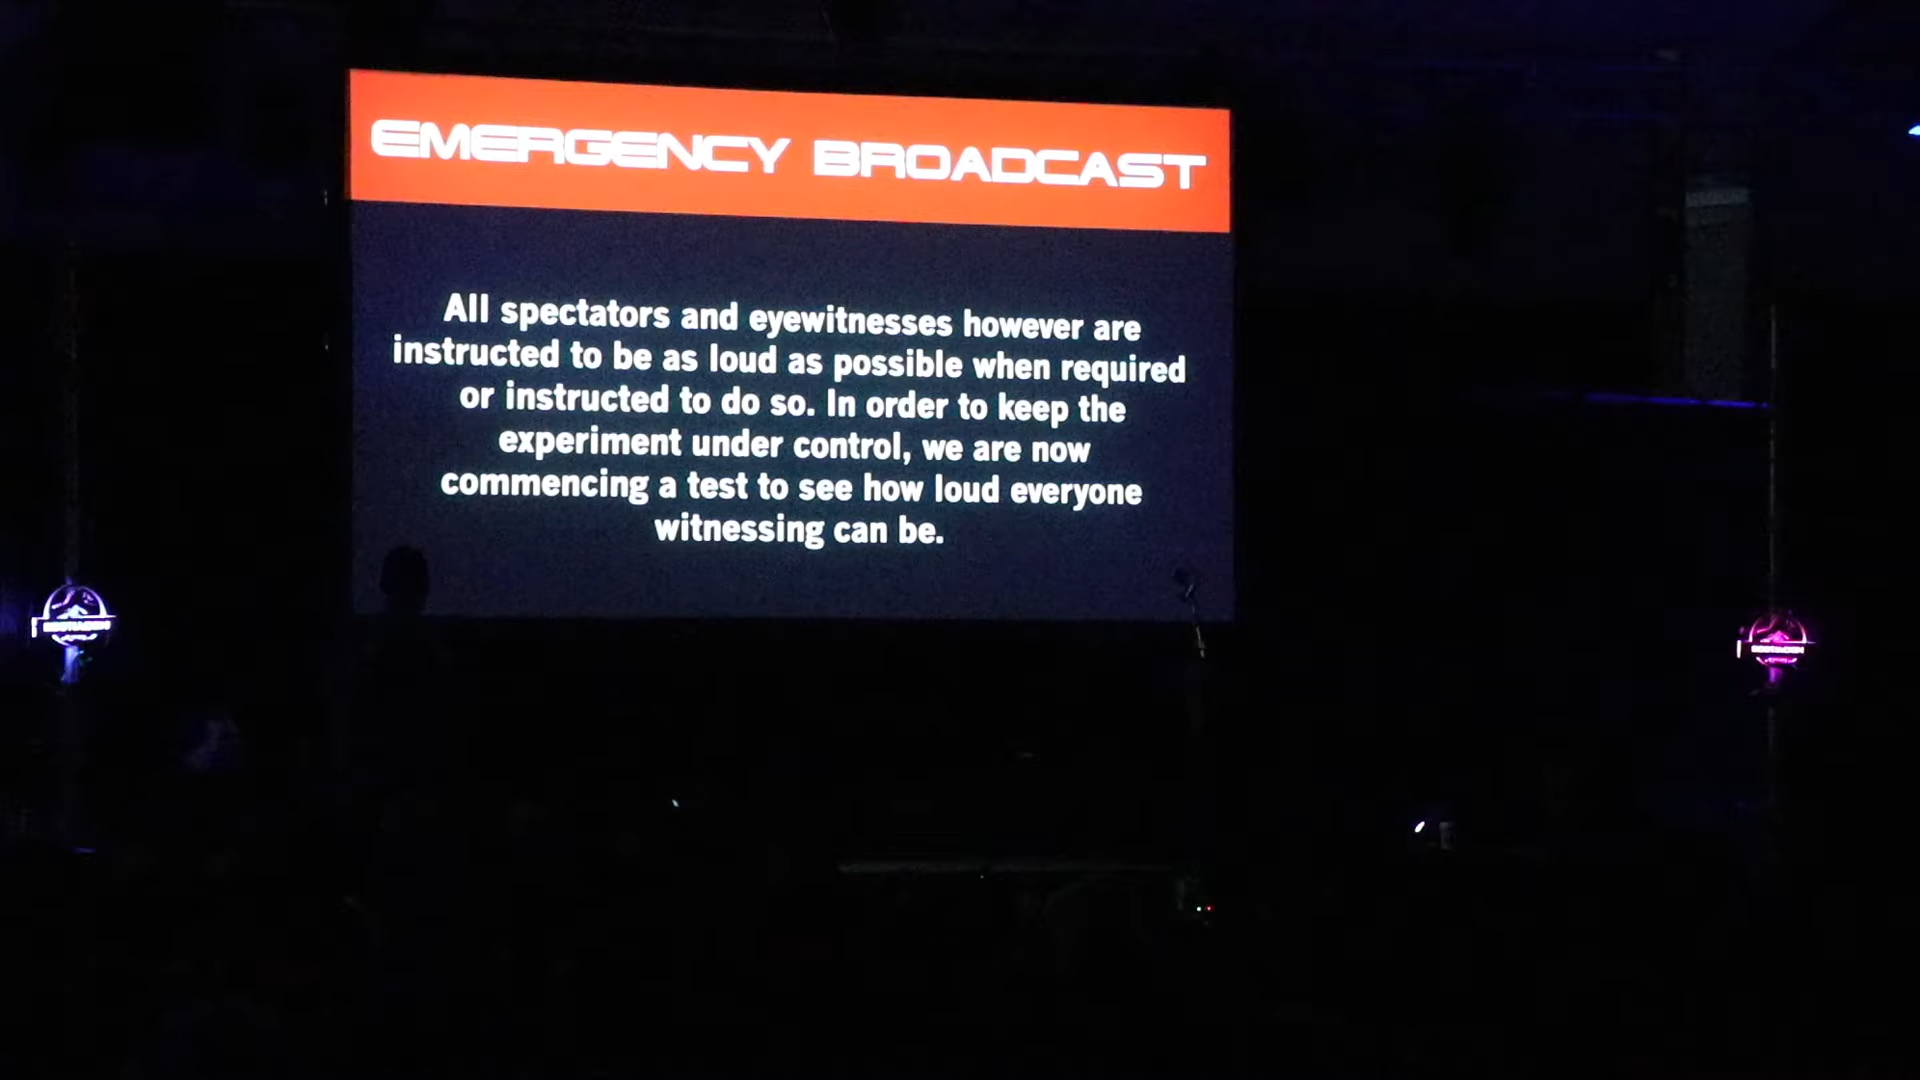 EMERGENCY BROADCAST
All spectators and eyewitnesses however are
instructed to be as loud as possible when required
or instructed to do so. In order to keep the
experiment under control, we are now
commencing a test to see how loud everyone
witnessing can be.